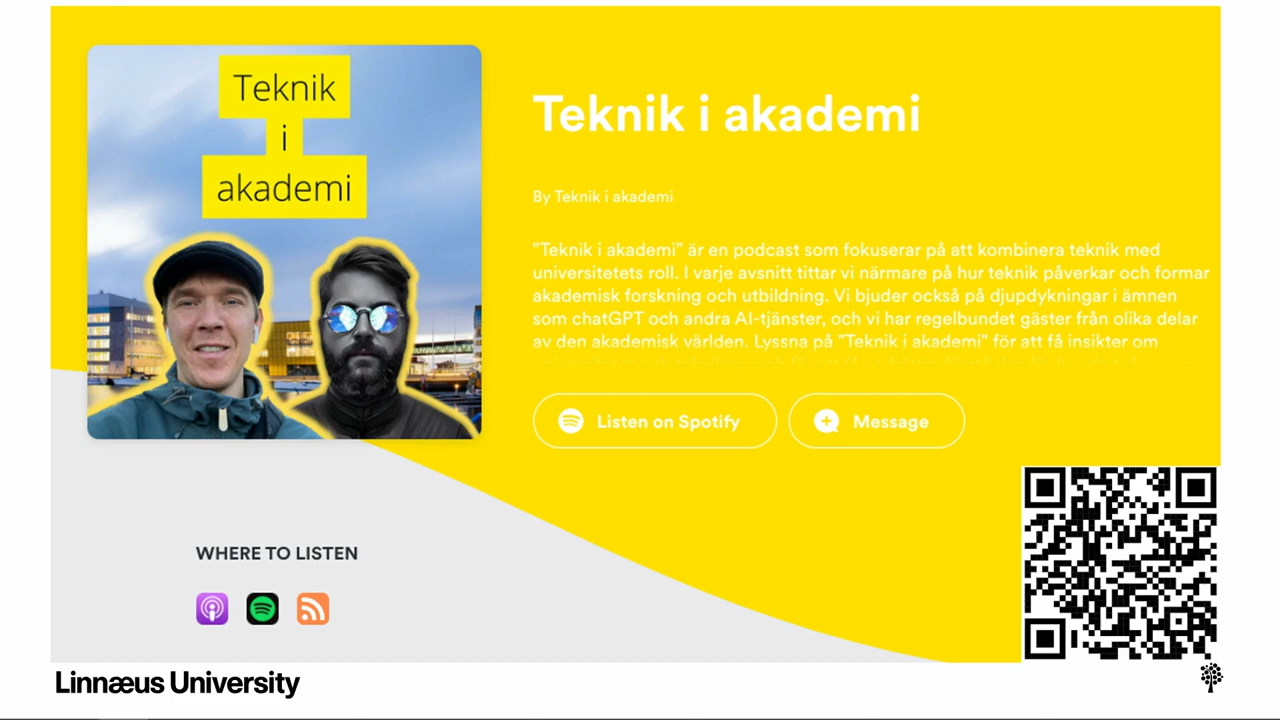 Teknik
i
akademi
Teknik i akademi
By Teknik i akademi
"Teknik i akademi" är en podcast som fokuserar på att kombinera teknik med
universitetets roll. I varje avsnitt tittar vi närmare på hur teknik påverkar och formar
akademisk forskning och utbildning. Vi bjuder också på djupdykningar i ämnen
som chatGPT och andra AI-tjänster, och vi har regelbundet gäster från olika delar
av den akademisk världen. Lyssna på "Teknik i akademi" för att få insikter om
Listen on Spotify
Message
WHERE TO LISTEN
Linnæus University